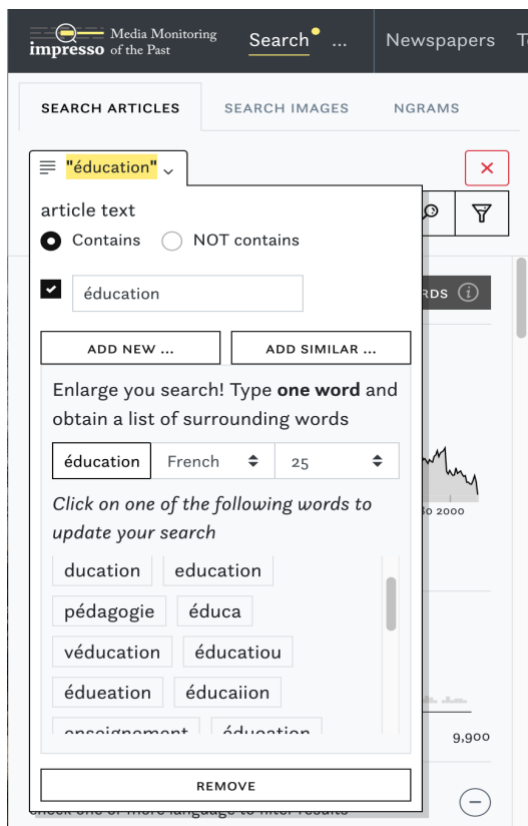 Media Monitoring
impresso of the Past
Search ...
Newspapers
SEARCH ARTICLES
SEARCH IMAGES
NGRAMS
"éducation"
article text
Contains
NOT contains
éducation
RDS
ADD NEW ...
ADD SIMILAR ...
Enlarge you search! Type one word and
obtain a list of surrounding words
éducation
French
25
Click on one of the following words to
update your search
2000
ducation
education
pédagogie
éduca
véducation
éducatiou
édueation
éducaiion
enseignement
9,900
REMOVE